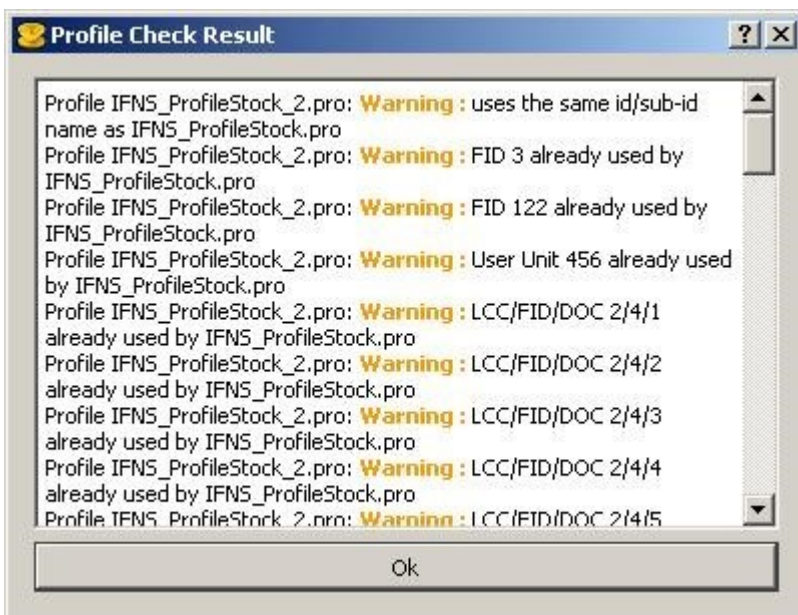 Profile Check Result
Profile IFNS_ProfileStock_2.pro: Warning : uses the same id/sub-id
name as IFNS_ProfileStock.pro
Profile IFNS_ProfileStock_2.pro: Warning : FID 3 already used by
IFNS_ProfileStock.pro
Profile IFNS_ProfileStock_2.pro: Warning : FID 122 already used by
IFNS_ProfileStock.pro
Profile IFNS_ProfileStock_2.pro: Warning : User Unit 456 already used
by IFNS_ProfileStock.pro
Profile IFNS_ProfileStock_2.pro: Warning : LCC/FID/DOC 2/4/1
already used by IFNS_ProfileStock.pro
Profile IFNS_ProfileStock_2.pro: Warning : LCC/FID/DOC 2/4/2
already used by IFNS_ProfileStock.pro
Profile IFNS_ProfileStock_2.pro: Warning : LCC/FID/DOC 2/4/3
already used by IFNS_ProfileStock.pro
Profile IFNS_ProfileStock_2.pro: Warning : LCC/FID/DOC 2/4/4
already used by IFNS_ProfileStock.pro
Profile IFNS_ProfileStock_2.pro: Warning : LCC/FID/DOC 2/4/5
Ok